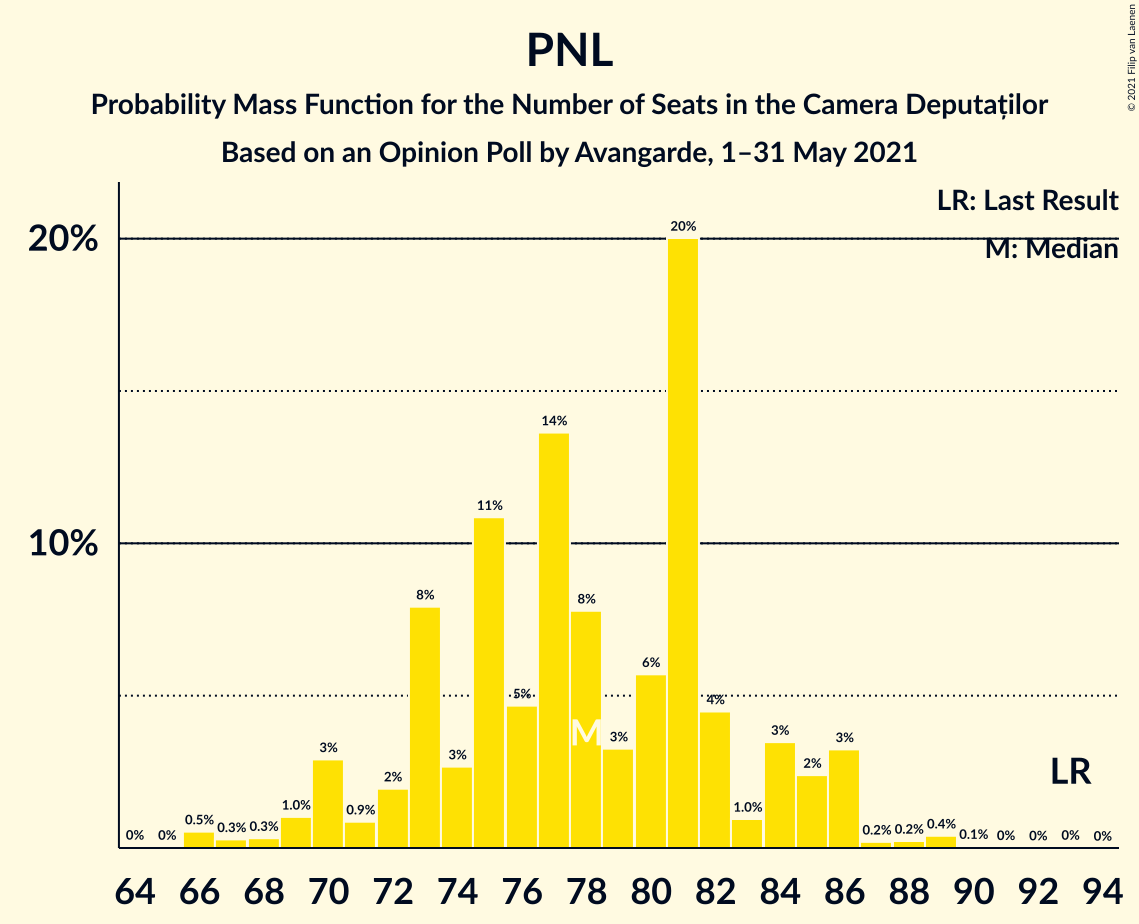 PNL
Probability Mass Function for the Number of Seats in the Camera Deputaților
Based on an Opinion Poll by Avangarde, 1–31 May 2021
© 2021 Filip van Laenen
LR: Last Result
M: Median
20%
10%
0% 0% 0.5% 0.3% 0.3% 1.0% 3% 0.9% 2% 8% 3% 11% 5% 14% 8% 3% 6% 20% 4% 1.0% 3% 2% 3% 0.2% 0.2% 0.4% 0.1% 0% 0% 0% 0%
M
LR
64 66 68 70 72 74 76 78 80 82 84 86 88 90 92 94